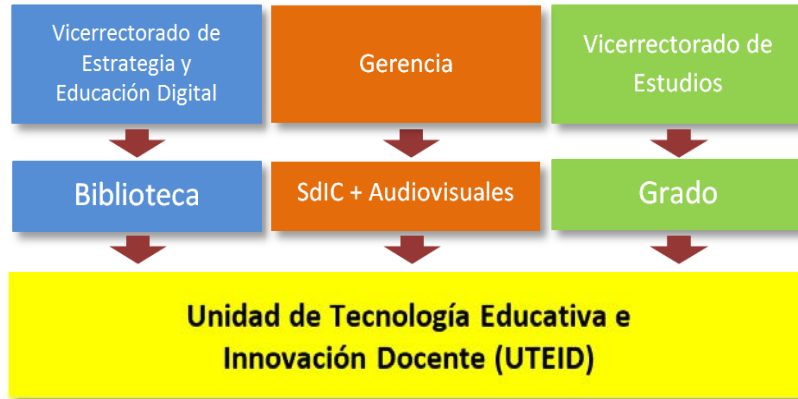 Vicerrectorado de
Estrategia y
Educación Digital
Gerencia
Vicerrectorado de
Estudios
Biblioteca
SdIC + Audiovisuales
Grado
Unidad de Tecnología Educativa e
Innovación Docente (UTEID)